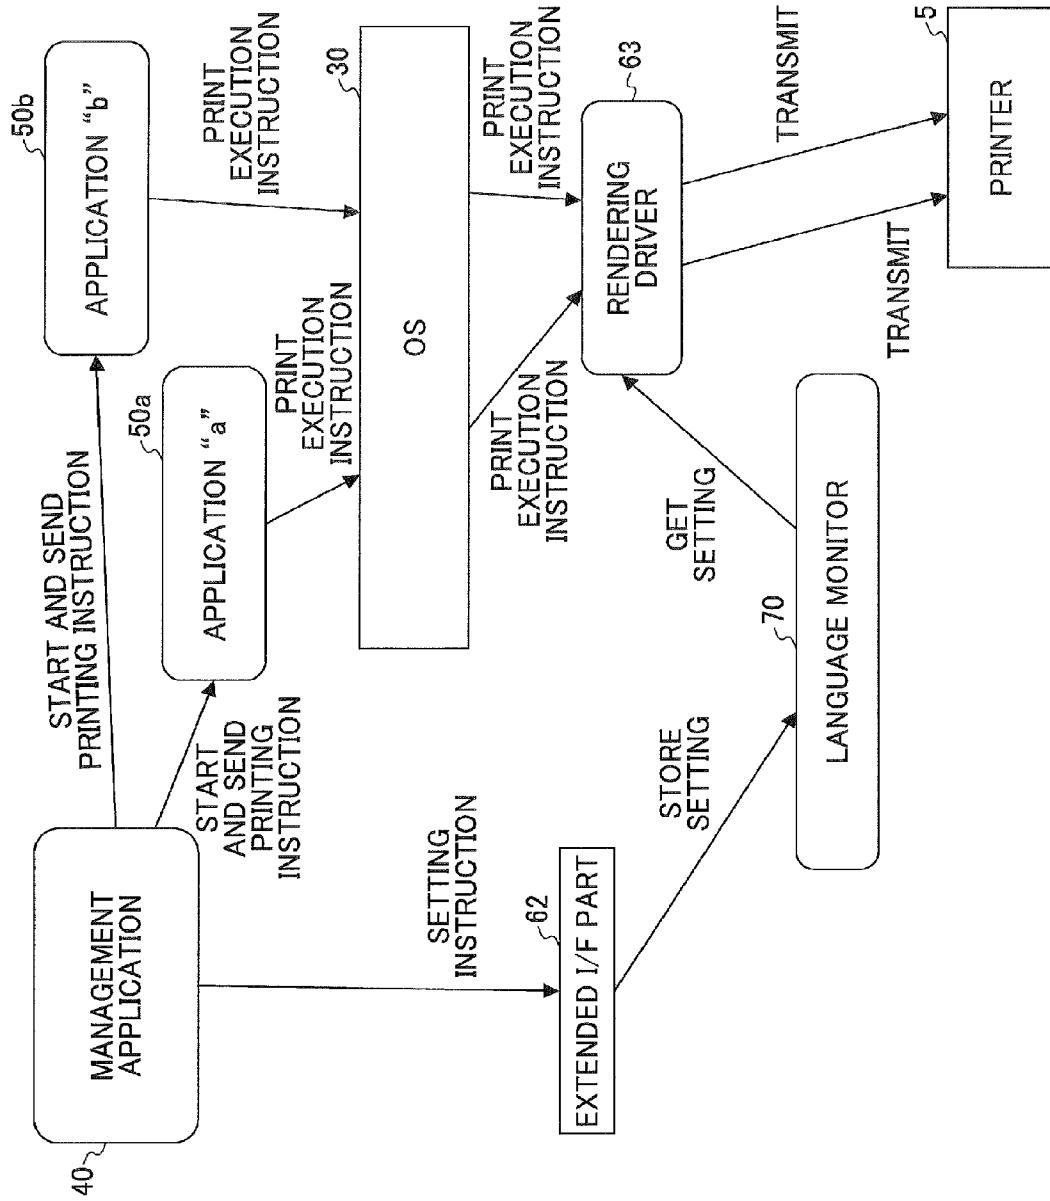 40
MANAGEMENT
APPLICATION
START AND SEND
PRINTING INSTRUCTION
50b
APPLICATION "b"
START
AND SEND
PRINTING
INSTRUCTION
50a
APPLICATION "a"
PRINT
EXECUTION
INSTRUCTION
PRINT
EXECUTION
INSTRUCTION
30
OS
SETTING
INSTRUCTION
62
EXTENDED I/F PART
PRINT
EXECUTION
INSTRUCTION
PRINT
EXECUTION
INSTRUCTION
63
RENDERING
DRIVER
STORE
SETTING
GET
SETTING
70
LANGUAGE MONITOR
TRANSMIT
TRANSMIT
5
PRINTER